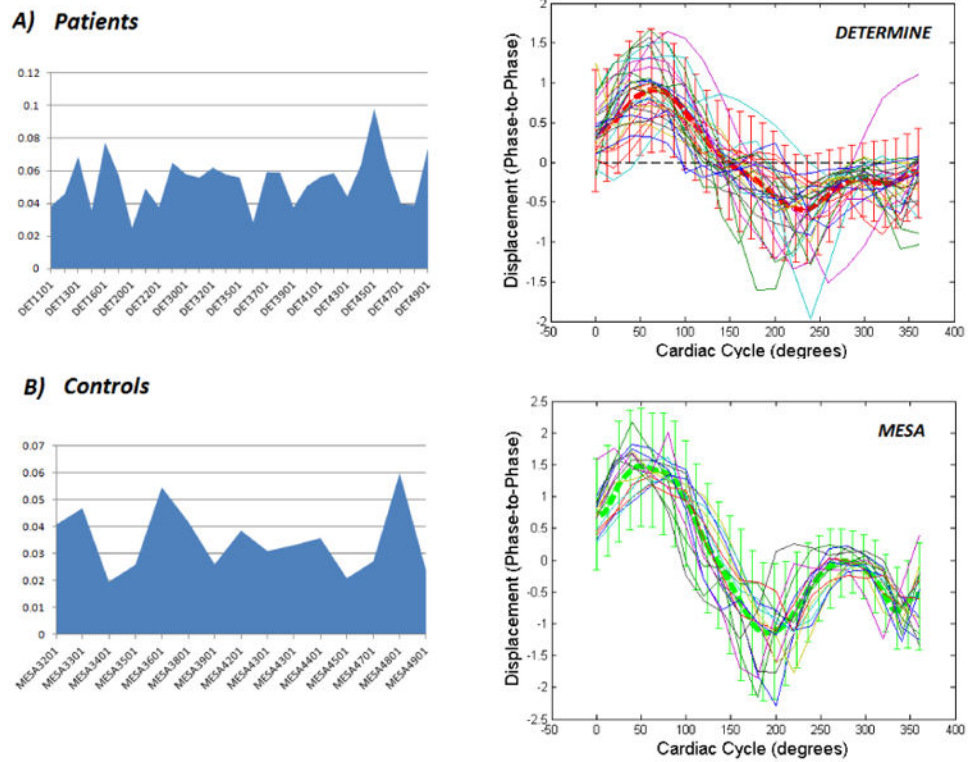 A) Patients
0.12
0.1
0.08
0.06
0.04
0.02
0
DET1101
DET1301
DET1601
DET2001
DET2201
DET3001
DET3201
DET3501
DET3701
DET3901
DET4101
DET4301
DET4501
DET4701
DET4901
DETERMINE
Displacement (Phase-to-Phase)
2
1.5
1
0.5
0
-0.5
-1
-1.5
-2
-50 0 50 100 150 200 250 300 350 400
Cardiac Cycle (degrees)
B) Controls
0.07
0.06
0.05
0.04
0.03
0.02
0.01
0
MESA3201
MESA3301
MESA3401
MESA3501
MESA3601
MESA3801
MESA3901
MESA4201
MESA4301
MESA4301
MESA4401
MESA4501
MESA4701
MESA4801
MESA4901
MESA
Displacement (Phase-to-Phase)
2.5
2
1.5
1
0.5
0
-0.5
-1
-1.5
-2
-2.5
-50 0 50 100 150 200 250 300 350 400
Cardiac Cycle (degrees)